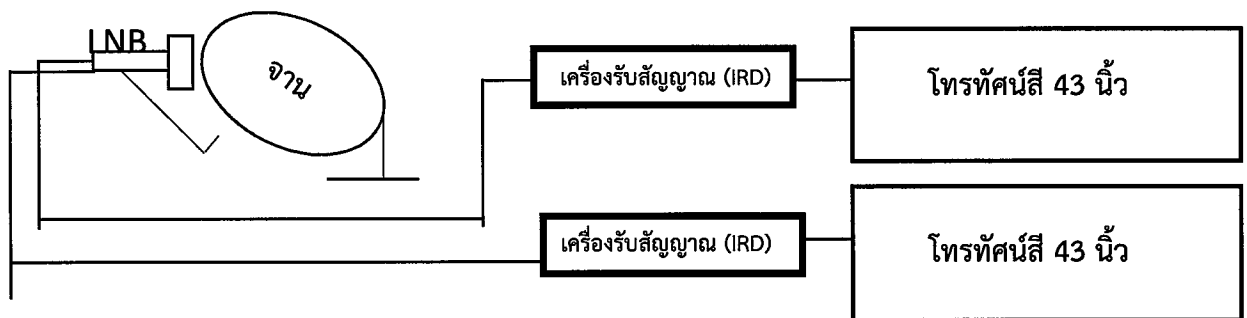 LNB
จาน
เครื่องรับสัญญาณ (IRD)
โทรทัศน์สี 43 นิ้ว
เครื่องรับสัญญาณ (IRD)
โทรทัศน์สี 43 นิ้ว